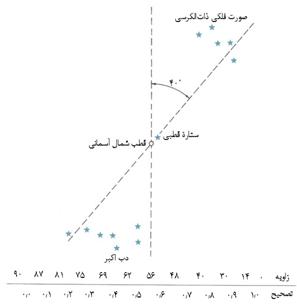 صورت فلکی ذات‌الکرسی
۴۰°
ستارهٔ قطبی
قطب شمال آسمانی
دب اکبر
زاویه ۰ ۱۴ ۳۰ ۴۰ ۴۸ ۵۶ ۶۲ ۶۹ ۷۵ ۸۱ ۸۷ ۹۰
تصحیح ۱٫۰ ۰٫۹ ۰٫۸ ۰٫۷ ۰٫۶ ۰٫۵ ۰٫۴ ۰٫۳ ۰٫۲ ۰٫۱ ۰٫۰